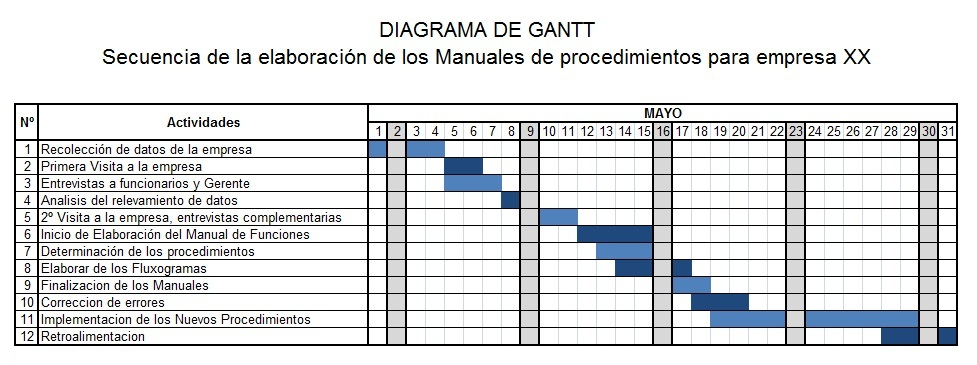 DIAGRAMA DE GANTT
Secuencia de la elaboración de los Manuales de procedimientos para empresa XX
Nº Actividades MAYO
1 2 3 4 5 6 7 8 9 10 11 12 13 14 15 16 17 18 19 20 21 22 23 24 25 26 27 28 29 30 31
1 Recolección de datos de la empresa
2 Primera Visita a la empresa
3 Entrevistas a funcionarios y Gerente
4 Analisis del relevamiento de datos
5 2º Visita a la empresa, entrevistas complementarias
6 Inicio de Elaboración del Manual de Funciones
7 Determinación de los procedimientos
8 Elaborar de los Fluxogramas
9 Finalizacion de los Manuales
10 Correccion de errores
11 Implementacion de los Nuevos Procedimientos
12 Retroalimentacion